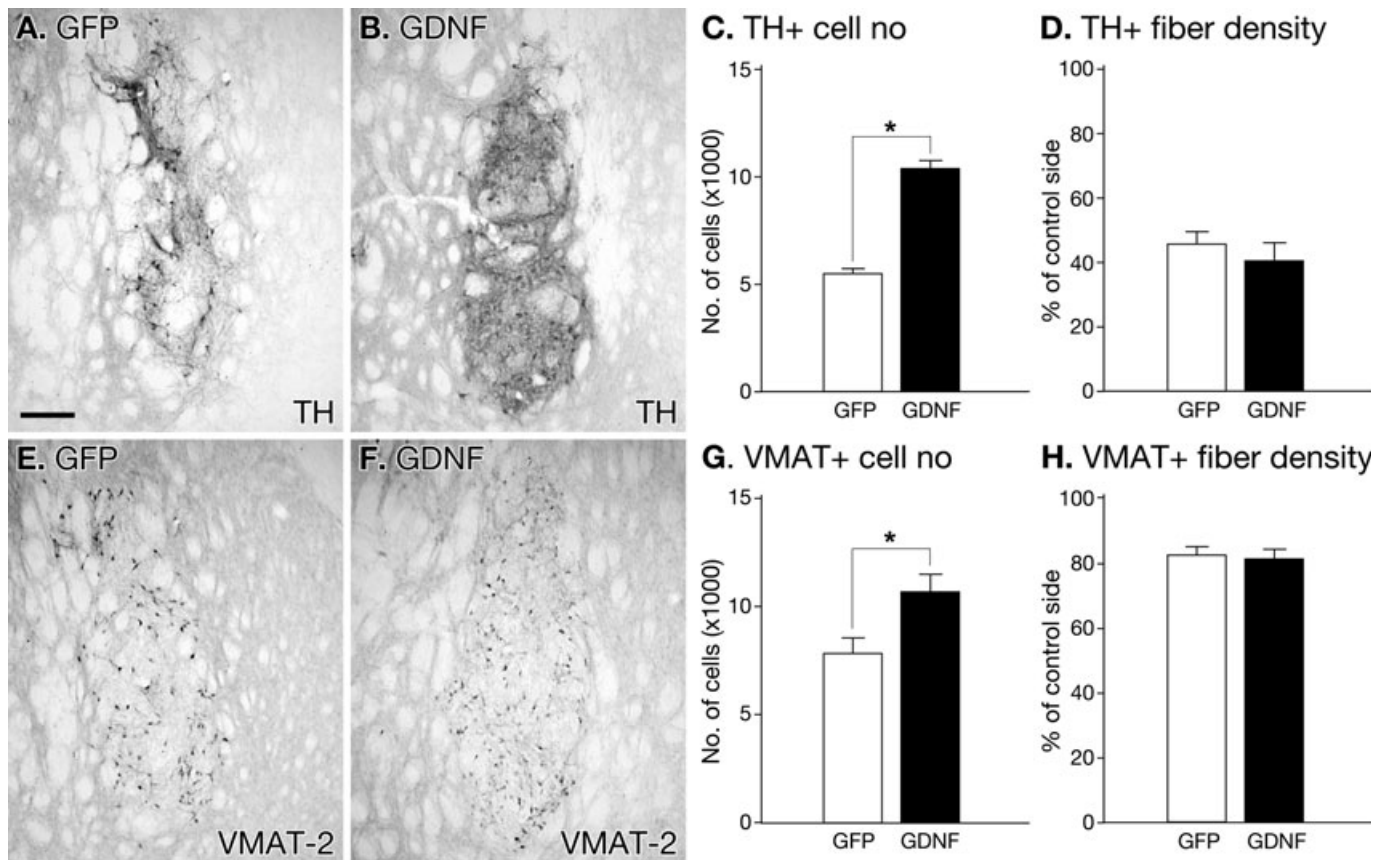 A. GFP
TH
B. GDNF
TH
C. TH+ cell no
15
10
5
0
No. of cells (x1000)
*
GFP
GDNF
D. TH+ fiber density
100
80
60
40
20
0
% of control side
GFP
GDNF
E. GFP
VMAT-2
F. GDNF
VMAT-2
G. VMAT+ cell no
15
10
5
0
No. of cells (x1000)
*
GFP
GDNF
H. VMAT+ fiber density
100
80
60
40
20
0
% of control side
GFP
GDNF